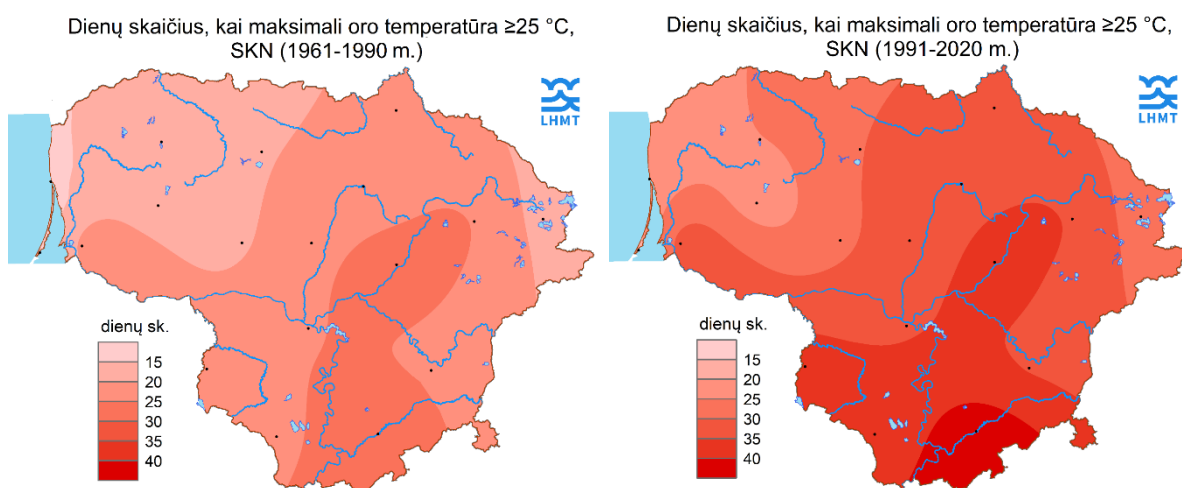 Dienų skaičius, kai maksimali oro temperatūra ≥25 °C,
SKN (1961-1990 m.)
LHMT
dienų sk.
15
20
25
30
35
40
Dienų skaičius, kai maksimali oro temperatūra ≥25 °C,
SKN (1991-2020 m.)
LHMT
dienų sk.
15
20
25
30
35
40